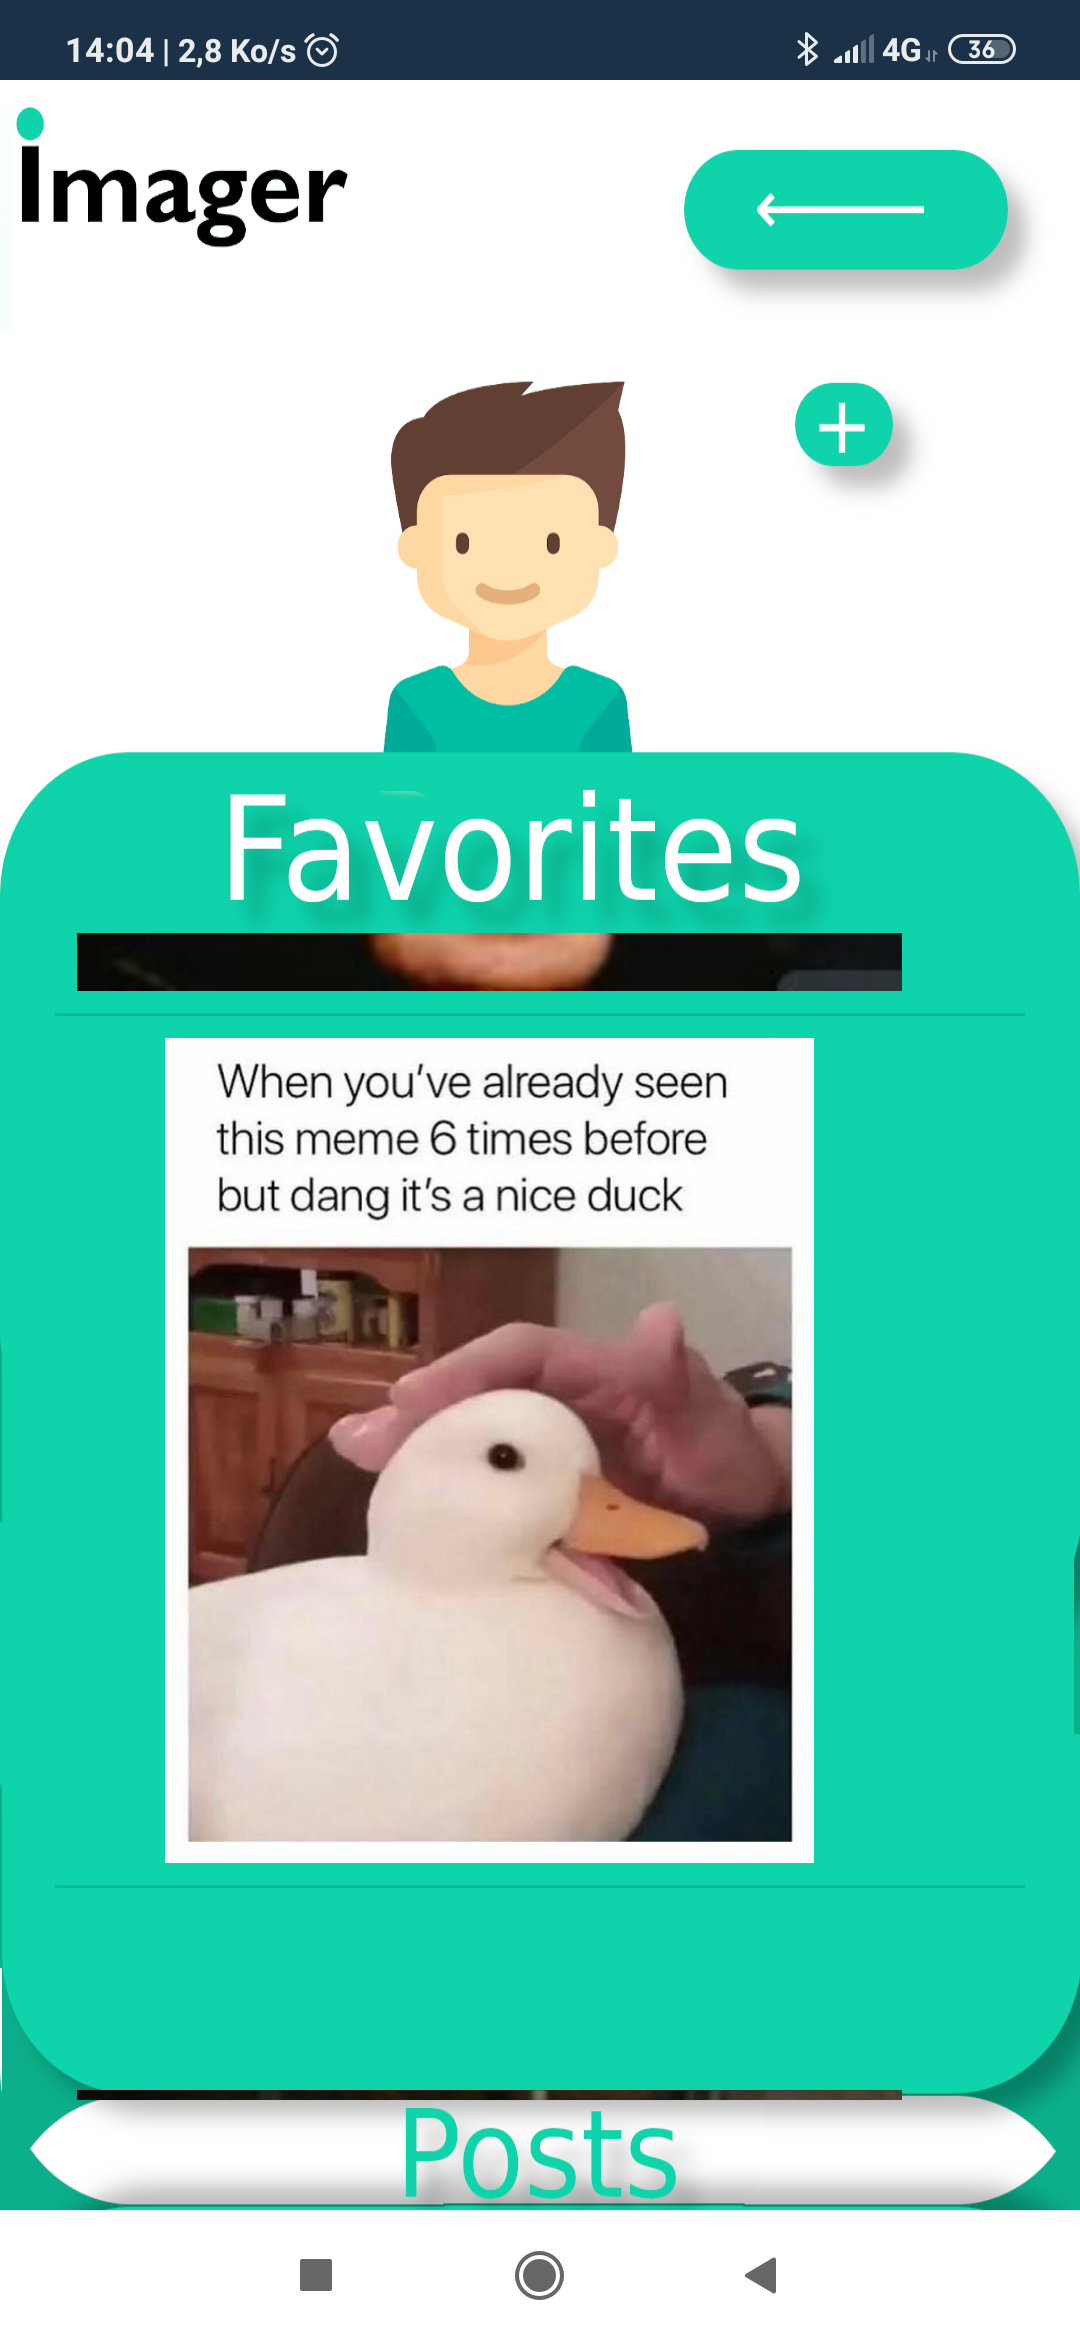 14:04 | 2,8 Ko/s
4G
36
Imager
Favorites
When you've already seen
this meme 6 times before
but dang it's a nice duck
Posts